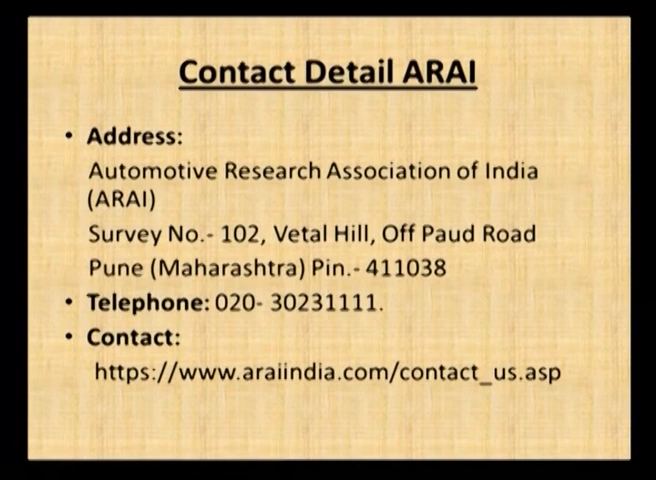 Contact Detail ARAI
• Address:
Automotive Research Association of India
(ARAI)
Survey No.- 102, Vetal Hill, Off Paud Road
Pune (Maharashtra) Pin.- 411038
• Telephone: 020- 30231111.
• Contact:
https://www.araiindia.com/contact_us.asp